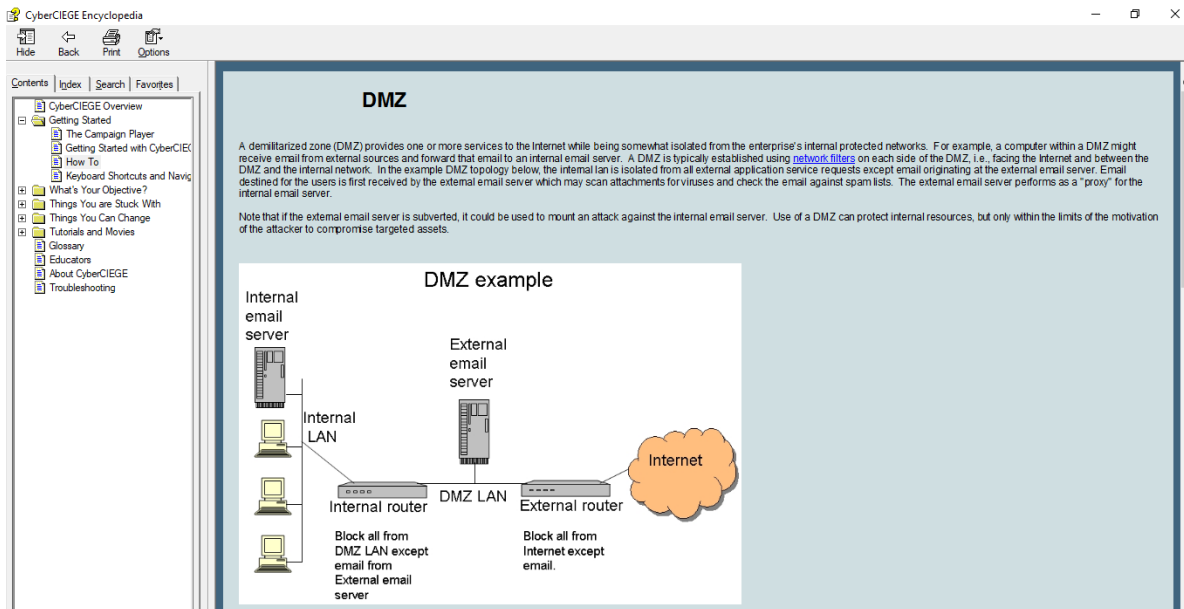 CyberCIEGE Encyclopedia
Hide Back Print Options
Contents Index Search Favorites
CyberCIEGE Overview
Getting Started
The Campaign Player
Getting Started with CyberCIEG
How To
Keyboard Shortcuts and Navig
What's Your Objective?
Things You are Stuck With
Things You Can Change
Tutorials and Movies
Glossary
Educators
About CyberCIEGE
Troubleshooting
DMZ
A demilitarized zone (DMZ) provides one or more services to the Internet while being somewhat isolated from the enterprise's internal protected networks. For example, a computer within a DMZ might
receive email from external sources and forward that email to an internal email server. A DMZ is typically established using network filters on each side of the DMZ, i.e., facing the Internet and between the
DMZ and the internal network. In the example DMZ topology below, the internal lan is isolated from all external application service requests except email originating at the external email server. Email
destined for the users is first received by the external email server which may scan attachments for viruses and check the email against spam lists. The external email server performs as a "proxy" for the
internal email server.
Note that if the external email server is subverted, it could be used to mount an attack against the internal email server. Use of a DMZ can protect internal resources, but only within the limits of the motivation
of the attacker to compromise targeted assets.
DMZ example
Internal
email
server
External
email
server
Internal
LAN
Internet
Internal router
DMZ LAN
External router
Block all from
DMZ LAN except
email from
External email
server
Block all from
Internet except
email.